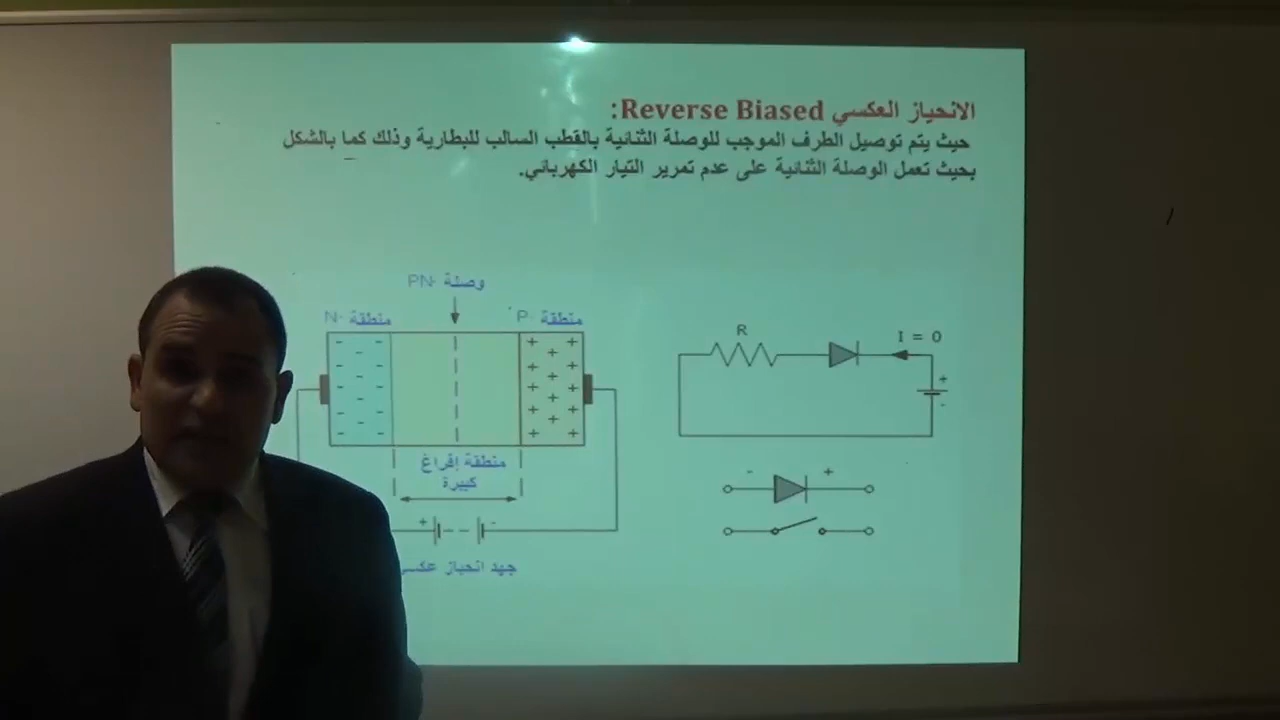 الانحياز العكسي Reverse Biased:
حيث يتم توصيل الطرف الموجب للوصلة الثنائية بالقطب السالب للبطارية وذلك كما بالشكل
بحيث تعمل الوصلة الثنائية على عدم تمرير التيار الكهربائي.
وصلة PN-
منطقة N-
منطقة P-
منطقة إفراغ
كبيرة
+ -
جهد انحياز عكسي
R
I = 0
+
-
- +